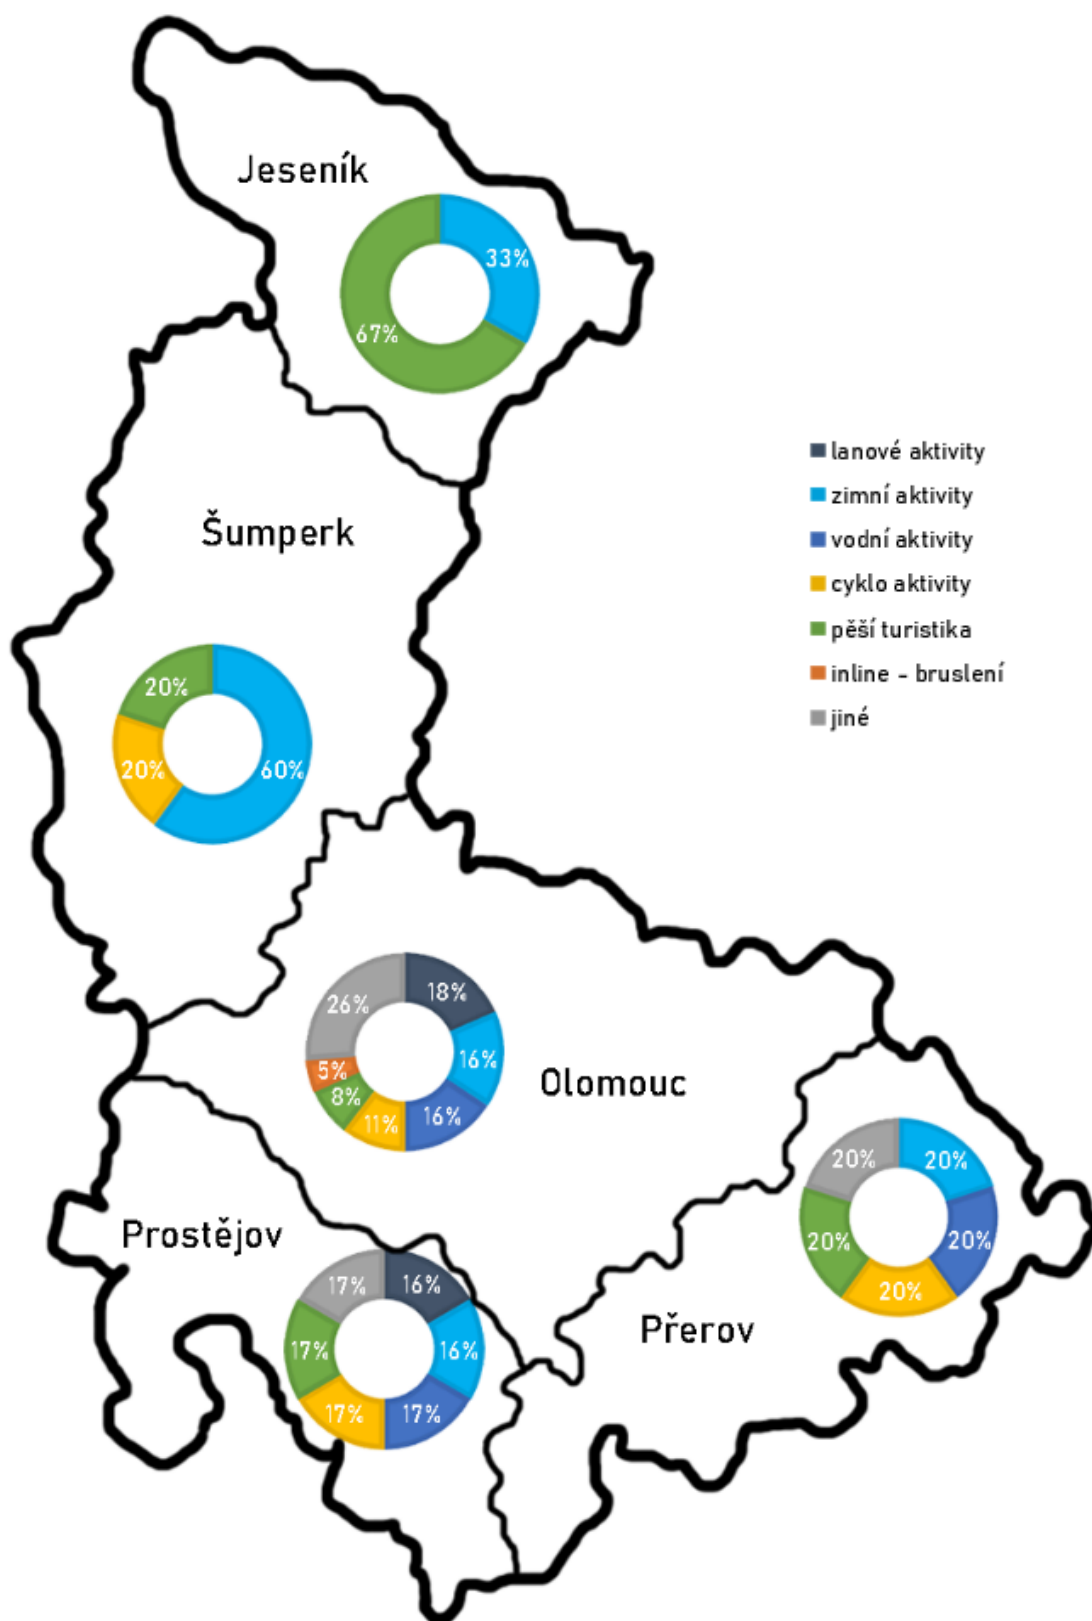 Jeseník
33%
67%
lanové aktivity
zimní aktivity
vodní aktivity
cyklo aktivity
pěší turistika
inline - bruslení
jiné
Šumperk
20%
20%
60%
26%
18%
5%
16%
8%
11%
16%
Olomouc
20%
20%
20%
20%
20%
Prostějov
17%
16%
17%
16%
17%
17%
Přerov